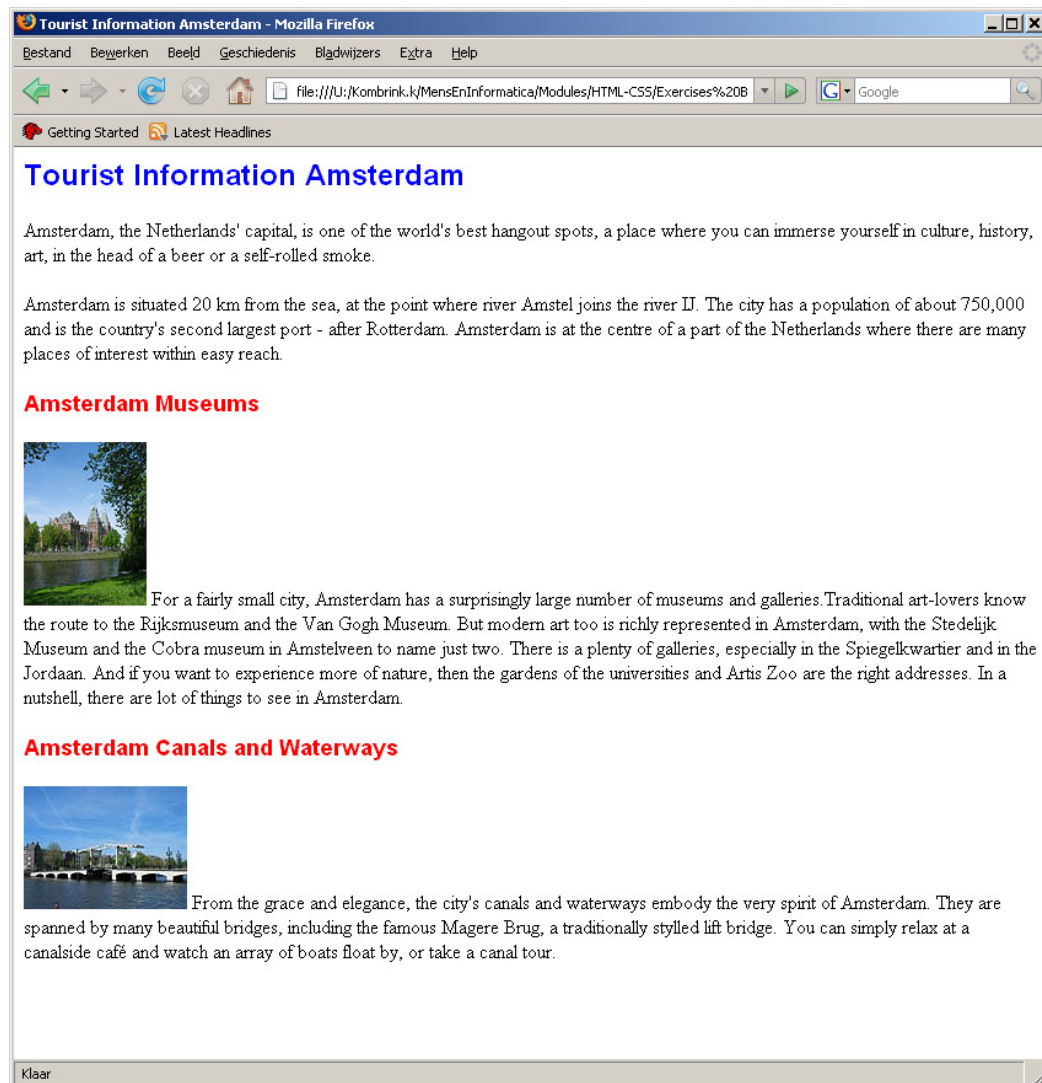 Tourist Information Amsterdam - Mozilla Firefox
Bestand Bewerken Beeld Geschiedenis Bladwijzers Extra Help
file:///U:/Kombrink.k/MensEnInformatica/Modules/HTML-CSS/Exercises%20B G Google
Getting Started Latest Headlines
Tourist Information Amsterdam
Amsterdam, the Netherlands' capital, is one of the world's best hangout spots, a place where you can immerse yourself in culture, history,
art, in the head of a beer or a self-rolled smoke.
Amsterdam is situated 20 km from the sea, at the point where river Amstel joins the river IJ. The city has a population of about 750,000
and is the country's second largest port - after Rotterdam. Amsterdam is at the centre of a part of the Netherlands where there are many
places of interest within easy reach.
Amsterdam Museums
For a fairly small city, Amsterdam has a surprisingly large number of museums and galleries.Traditional art-lovers know
the route to the Rijksmuseum and the Van Gogh Museum. But modern art too is richly represented in Amsterdam, with the Stedelijk
Museum and the Cobra museum in Amstelveen to name just two. There is a plenty of galleries, especially in the Spiegelkwartier and in the
Jordaan. And if you want to experience more of nature, then the gardens of the universities and Artis Zoo are the right addresses. In a
nutshell, there are lot of things to see in Amsterdam.
Amsterdam Canals and Waterways
From the grace and elegance, the city's canals and waterways embody the very spirit of Amsterdam. They are
spanned by many beautiful bridges, including the famous Magere Brug, a traditionally stylled lift bridge. You can simply relax at a
canalside café and watch an array of boats float by, or take a canal tour.
Klaar